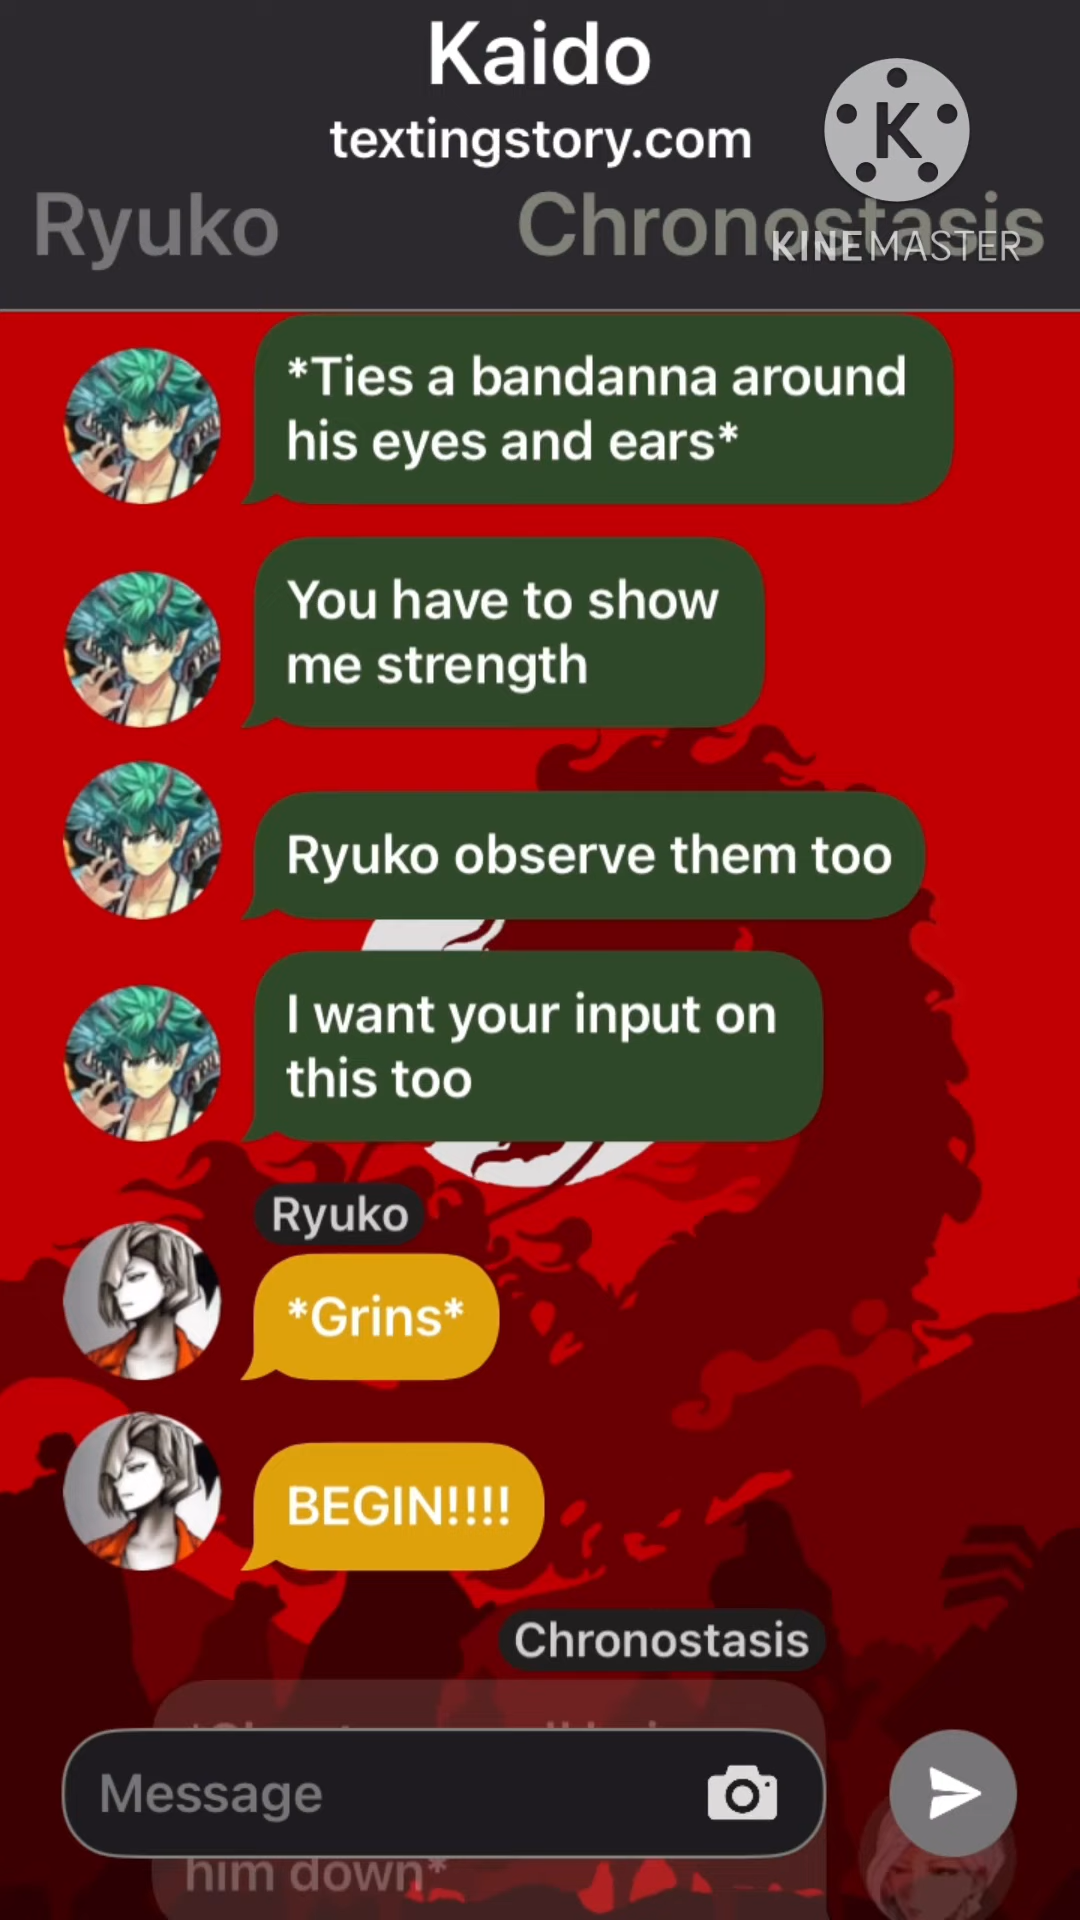 Kaido
textingstory.com
K
Ryuko Chronostasis
KINEMASTER
*Ties a bandanna around
his eyes and ears*
You have to show
me strength
Ryuko observe them too
I want your input on
this too
Ryuko
*Grins*
BEGIN!!!!
Chronostasis
Message
him down*